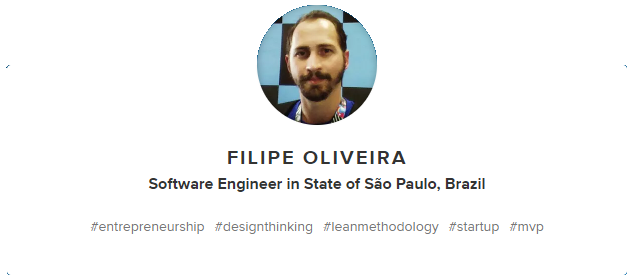 FILIPE OLIVEIRA
Software Engineer in State of São Paulo, Brazil
#entrepreneurship #designthinking #leanmethodology #startup #mvp